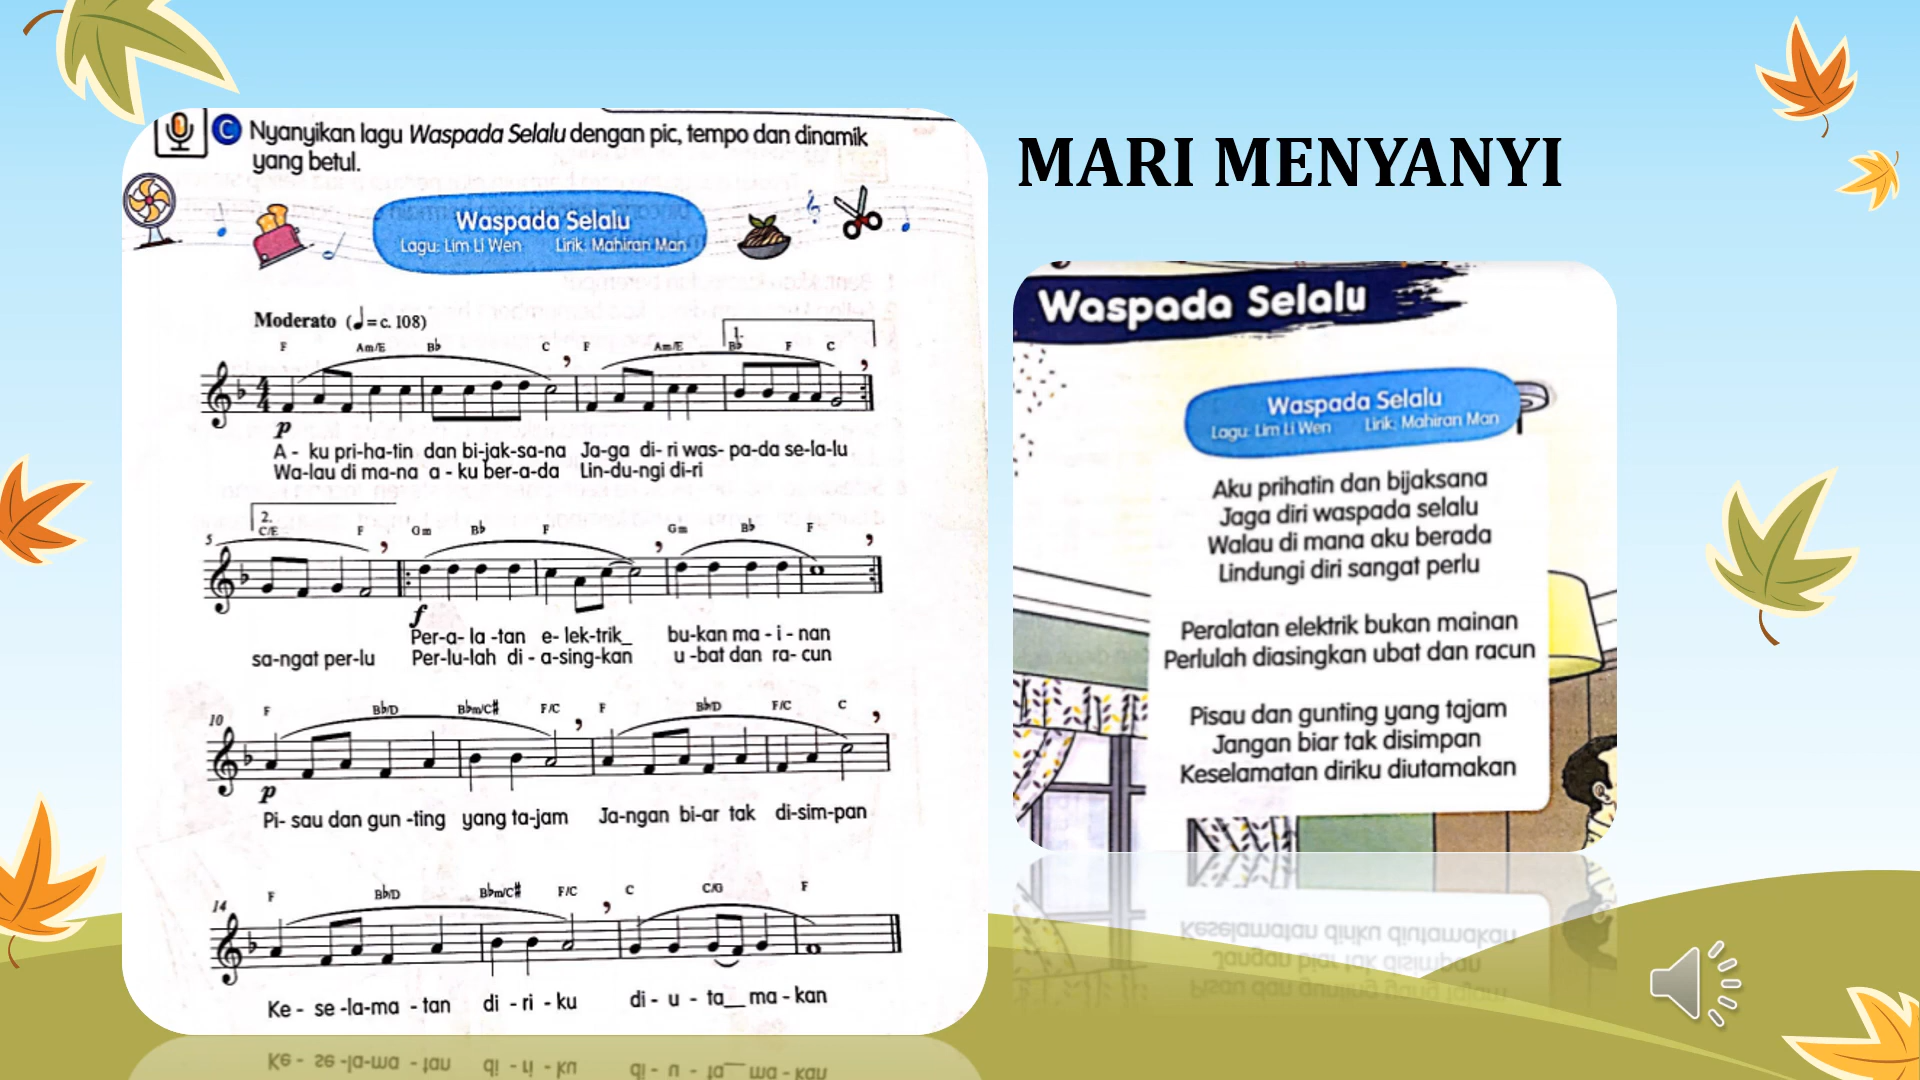 C Nyanyikan lagu Waspada Selalu dengan pic, tempo dan dinamik
yang betul.
Waspada Selalu
Lagu: Lim Li Wen Lirik: Mahiran Man
Moderato (♩=c. 108)
1.
F Am/E B♭ C F Am/E B♭ F C
4/4
p
A - ku pri-ha-tin dan bi-jak-sa-na Ja-ga di- ri was- pa-da se-la-lu
Wa-lau di ma-na a - ku ber-a-da Lin-du-ngi di-ri
2.
5 C/E F Gm B♭ F Gm B♭ F
f
Per-a- la -tan e- lek-trik_ bu-kan ma - i - nan
sa-ngat per-lu Per-lu-lah di - a-sing-kan u -bat dan ra- cun
10 F B♭/D B♭m/C# F/C F B♭/D F/C C
p
Pi- sau dan gun -ting yang ta-jam Ja-ngan bi-ar tak di-sim-pan
14 F B♭/D B♭m/C# F/C C C/G F
Ke - se -la-ma -tan di - ri - ku di - u - ta__ ma - kan
MARI MENYANYI
Waspada Selalu
Waspada Selalu
Lagu: Lim Li Wen Lirik: Mahiran Man
Aku prihatin dan bijaksana
Jaga diri waspada selalu
Walau di mana aku berada
Lindungi diri sangat perlu
Peralatan elektrik bukan mainan
Perlulah diasingkan ubat dan racun
Pisau dan gunting yang tajam
Jangan biar tak disimpan
Keselamatan diriku diutamakan